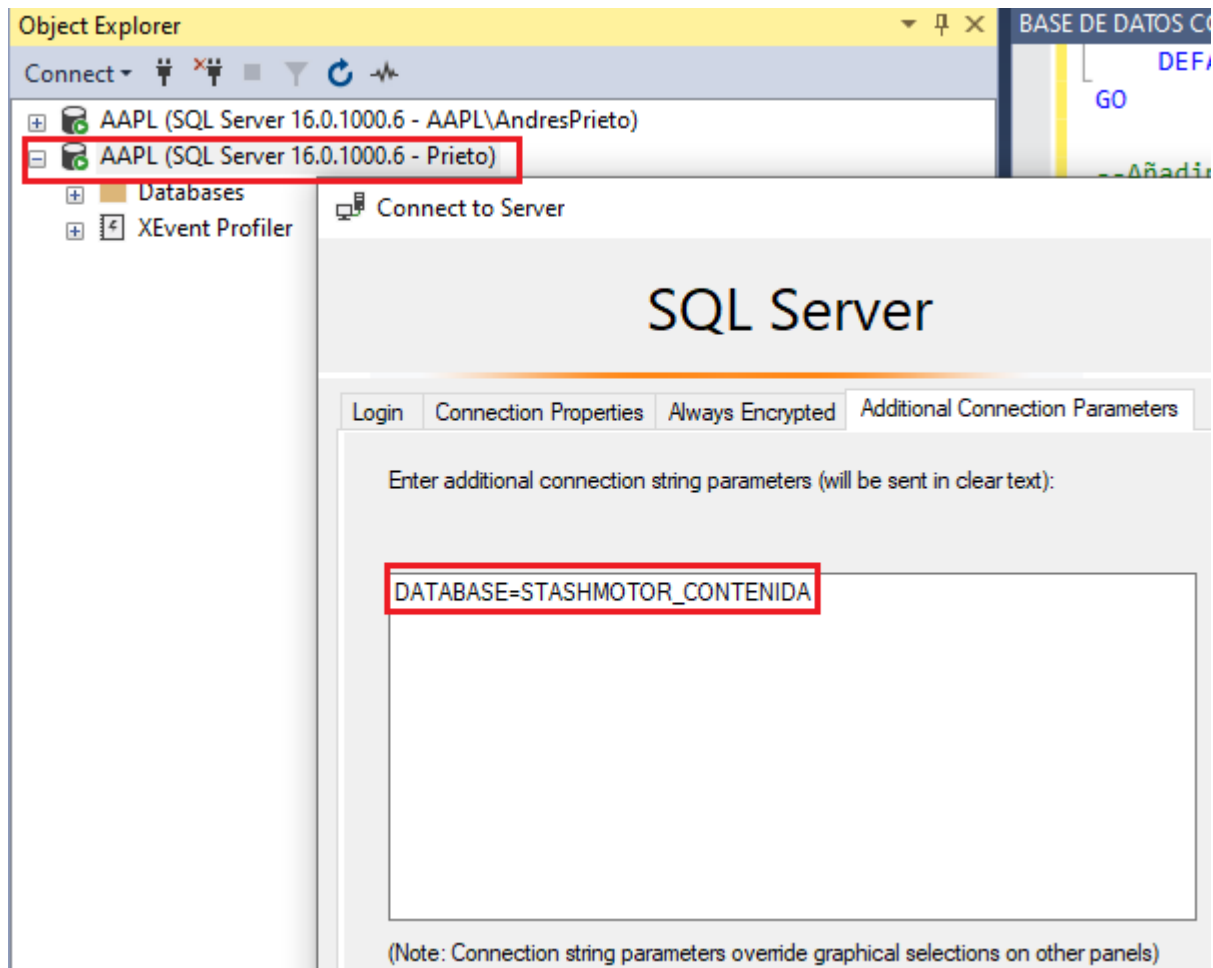 Object Explorer
BASE DE DATOS CO
Connect
DEFA
GO
AAPL (SQL Server 16.0.1000.6 - AAPL\AndresPrieto)
AAPL (SQL Server 16.0.1000.6 - Prieto)
--Añadir
Databases
XEvent Profiler
Connect to Server
SQL Server
Login Connection Properties Always Encrypted Additional Connection Parameters
Enter additional connection string parameters (will be sent in clear text):
DATABASE=STASHMOTOR_CONTENIDA
(Note: Connection string parameters override graphical selections on other panels)